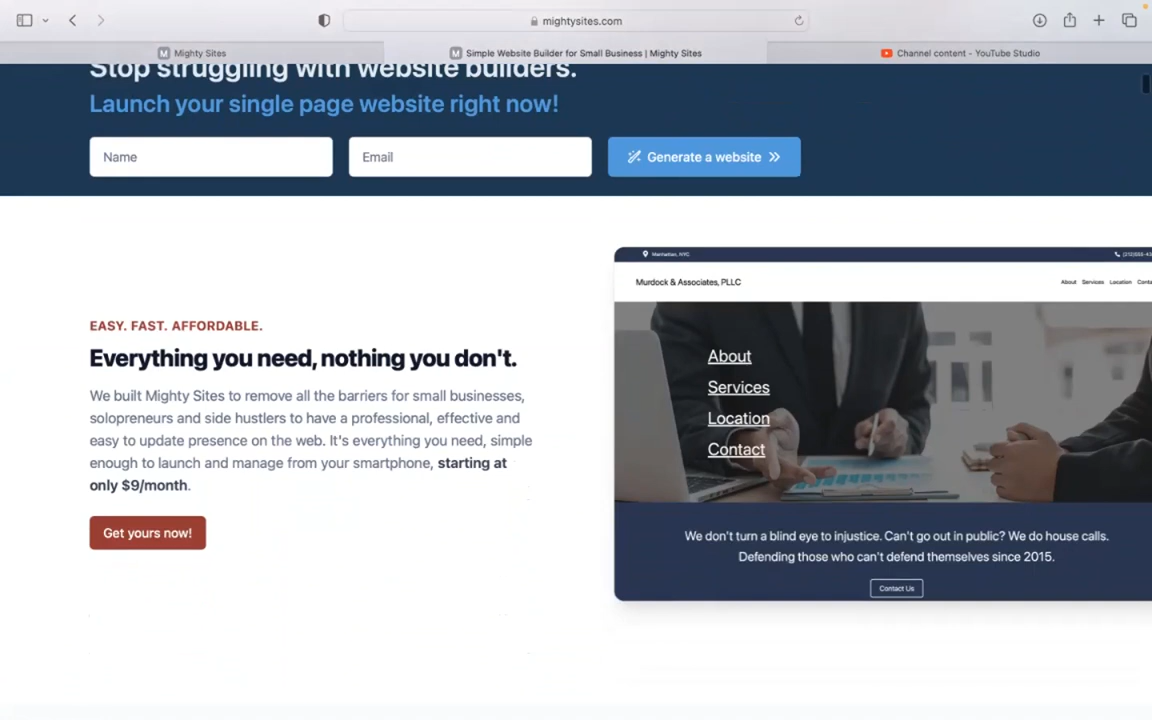 mightysites.com
Mighty Sites
Simple Website Builder for Small Business | Mighty Sites
Channel content - YouTube Studio
Stop struggling with website builders.
Launch your single page website right now!
Name
Email
Generate a website
EASY. FAST. AFFORDABLE.
Everything you need, nothing you don't.
We built Mighty Sites to remove all the barriers for small businesses,
solopreneurs and side hustlers to have a professional, effective and
easy to update presence on the web. It's everything you need, simple
enough to launch and manage from your smartphone, starting at
only $9/month.
Get yours now!
Manhattan, NYC
Murdock & Associates, PLLC
About Services Location
About
Services
Location
Contact
We don't turn a blind eye to injustice. Can't go out in public? We do house calls.
Defending those who can't defend themselves since 2015.
Contact Us